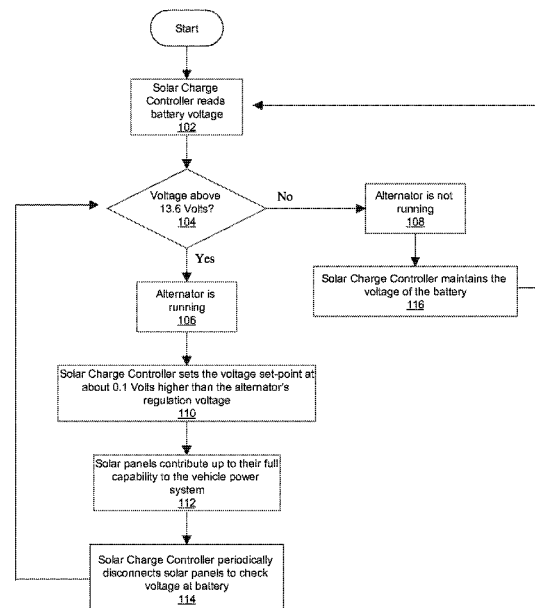 Start
Solar Charge
Controller reads
battery voltage
102
Voltage above
13.6 Volts?
104
No
Yes
Alternator is not
running
108
Alternator is
running
106
Solar Charge Controller maintains the
voltage of the battery
116
Solar Charge Controller sets the voltage set-point at
about 0.1 Volts higher than the alternator's
regulation voltage
110
Solar panels contribute up to their full
capability to the vehicle power
system
112
Solar Charge Controller periodically
disconnects solar panels to check
voltage at battery
114